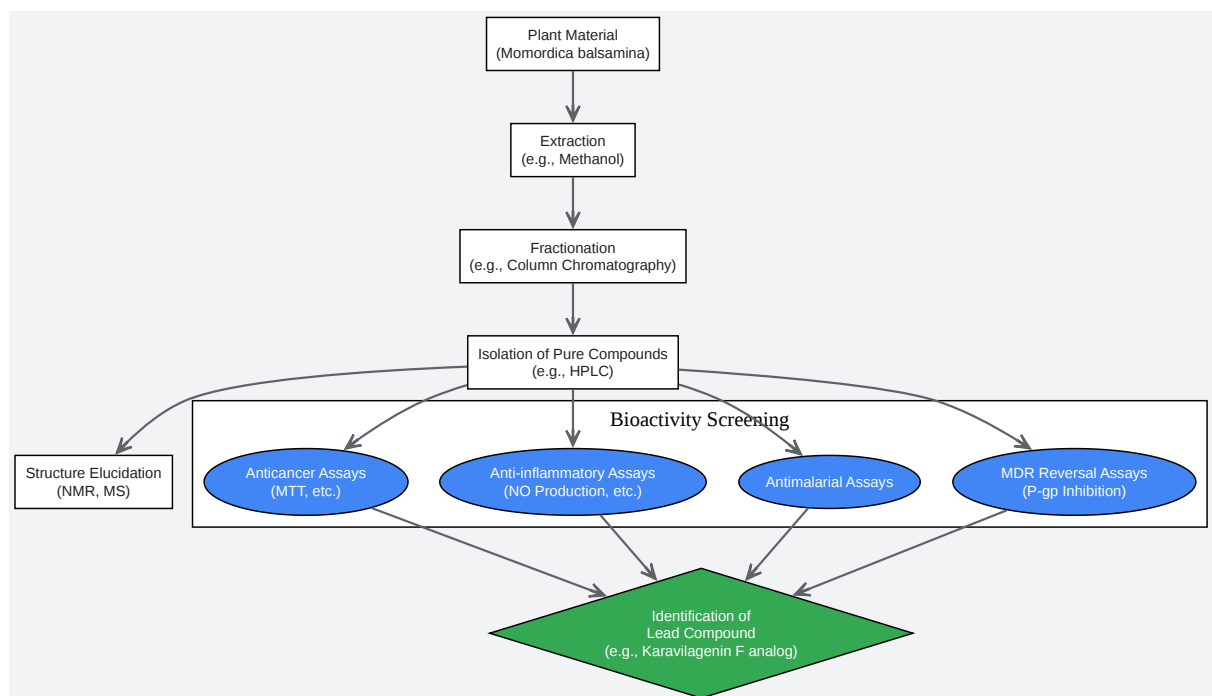 Plant Material
(Momordica balsamina)
Extraction
(e.g., Methanol)
Fractionation
(e.g., Column Chromatography)
Isolation of Pure Compounds
(e.g., HPLC)
Bioactivity Screening
Structure Elucidation
(NMR, MS)
Anticancer Assays
(MTT, etc.)
Anti-inflammatory Assays
(NO Production, etc.)
Antimalarial Assays
MDR Reversal Assays
(P-gp Inhibition)
Identification of
Lead Compound
(e.g., Karavilagenin F analog)